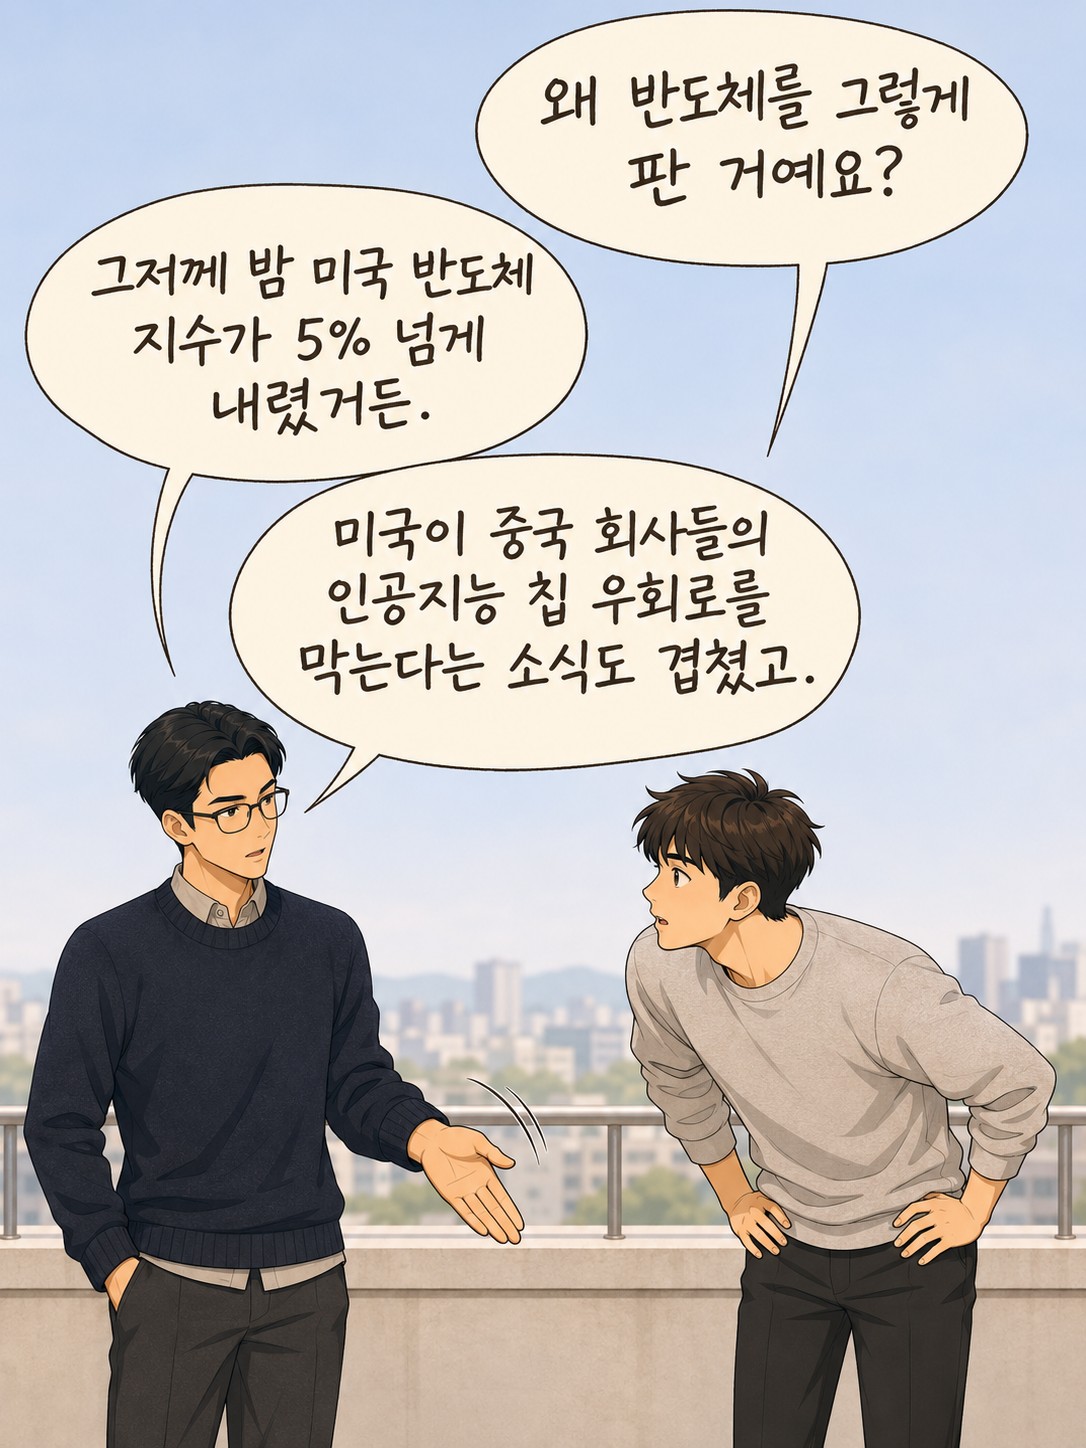 왜 반도체를 그렇게
판 거예요?
그저께 밤 미국 반도체
지수가 5% 넘게
내렸거든.
미국이 중국 회사들의
인공지능 칩 우회로를
막는다는 소식도 겹쳤고.